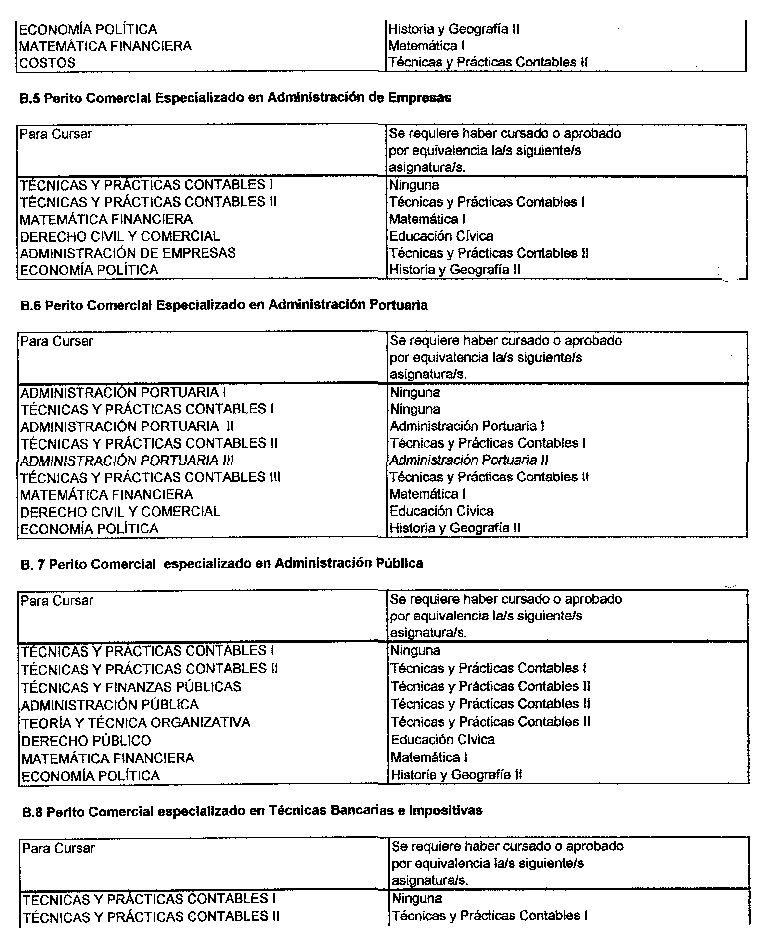 ECONOMÍA POLÍTICA Historia y Geografía II
MATEMÁTICA FINANCIERA Matemática I
COSTOS Técnicas y Prácticas Contables II
B.5 Perito Comercial Especializado en Administración de Empresas
Para Cursar Se requiere haber cursado o aprobado
por equivalencia la/s siguiente/s
asignatura/s.
TÉCNICAS Y PRÁCTICAS CONTABLES I Ninguna
TÉCNICAS Y PRÁCTICAS CONTABLES II Técnicas y Prácticas Contables I
MATEMÁTICA FINANCIERA Matemática I
DERECHO CIVIL Y COMERCIAL Educación Cívica
ADMINISTRACIÓN DE EMPRESAS Técnicas y Prácticas Contables II
ECONOMÍA POLÍTICA Historia y Geografía II
B.6 Perito Comercial Especializado en Administración Portuaria
Para Cursar Se requiere haber cursado o aprobado
por equivalencia la/s siguiente/s
asignatura/s.
ADMINISTRACIÓN PORTUARIA I Ninguna
TÉCNICAS Y PRÁCTICAS CONTABLES I Ninguna
ADMINISTRACIÓN PORTUARIA II Administración Portuaria I
TÉCNICAS Y PRÁCTICAS CONTABLES II Técnicas y Prácticas Contables I
ADMINISTRACIÓN PORTUARIA III Administración Portuaria II
TÉCNICAS Y PRÁCTICAS CONTABLES III Técnicas y Prácticas Contables II
MATEMÁTICA FINANCIERA Matemática I
DERECHO CIVIL Y COMERCIAL Educación Cívica
ECONOMÍA POLÍTICA Historia y Geografía II
B. 7 Perito Comercial especializado en Administración Pública
Para Cursar Se requiere haber cursado o aprobado
por equivalencia la/s siguiente/s
asignatura/s.
TÉCNICAS Y PRÁCTICAS CONTABLES I Ninguna
TÉCNICAS Y PRÁCTICAS CONTABLES II Técnicas y Prácticas Contables I
TÉCNICAS Y FINANZAS PÚBLICAS Técnicas y Prácticas Contables II
ADMINISTRACIÓN PÚBLICA Técnicas y Prácticas Contables II
TEORÍA Y TÉCNICA ORGANIZATIVA Técnicas y Prácticas Contables II
DERECHO PÚBLICO Educación Cívica
MATEMÁTICA FINANCIERA Matemática I
ECONOMÍA POLÍTICA Historia y Geografía II
B.8 Perito Comercial especializado en Técnicas Bancarias e Impositivas
Para Cursar Se requiere haber cursado o aprobado
por equivalencia la/s siguiente/s
asignatura/s.
TÉCNICAS Y PRÁCTICAS CONTABLES I Ninguna
TÉCNICAS Y PRÁCTICAS CONTABLES II Técnicas y Prácticas Contables I